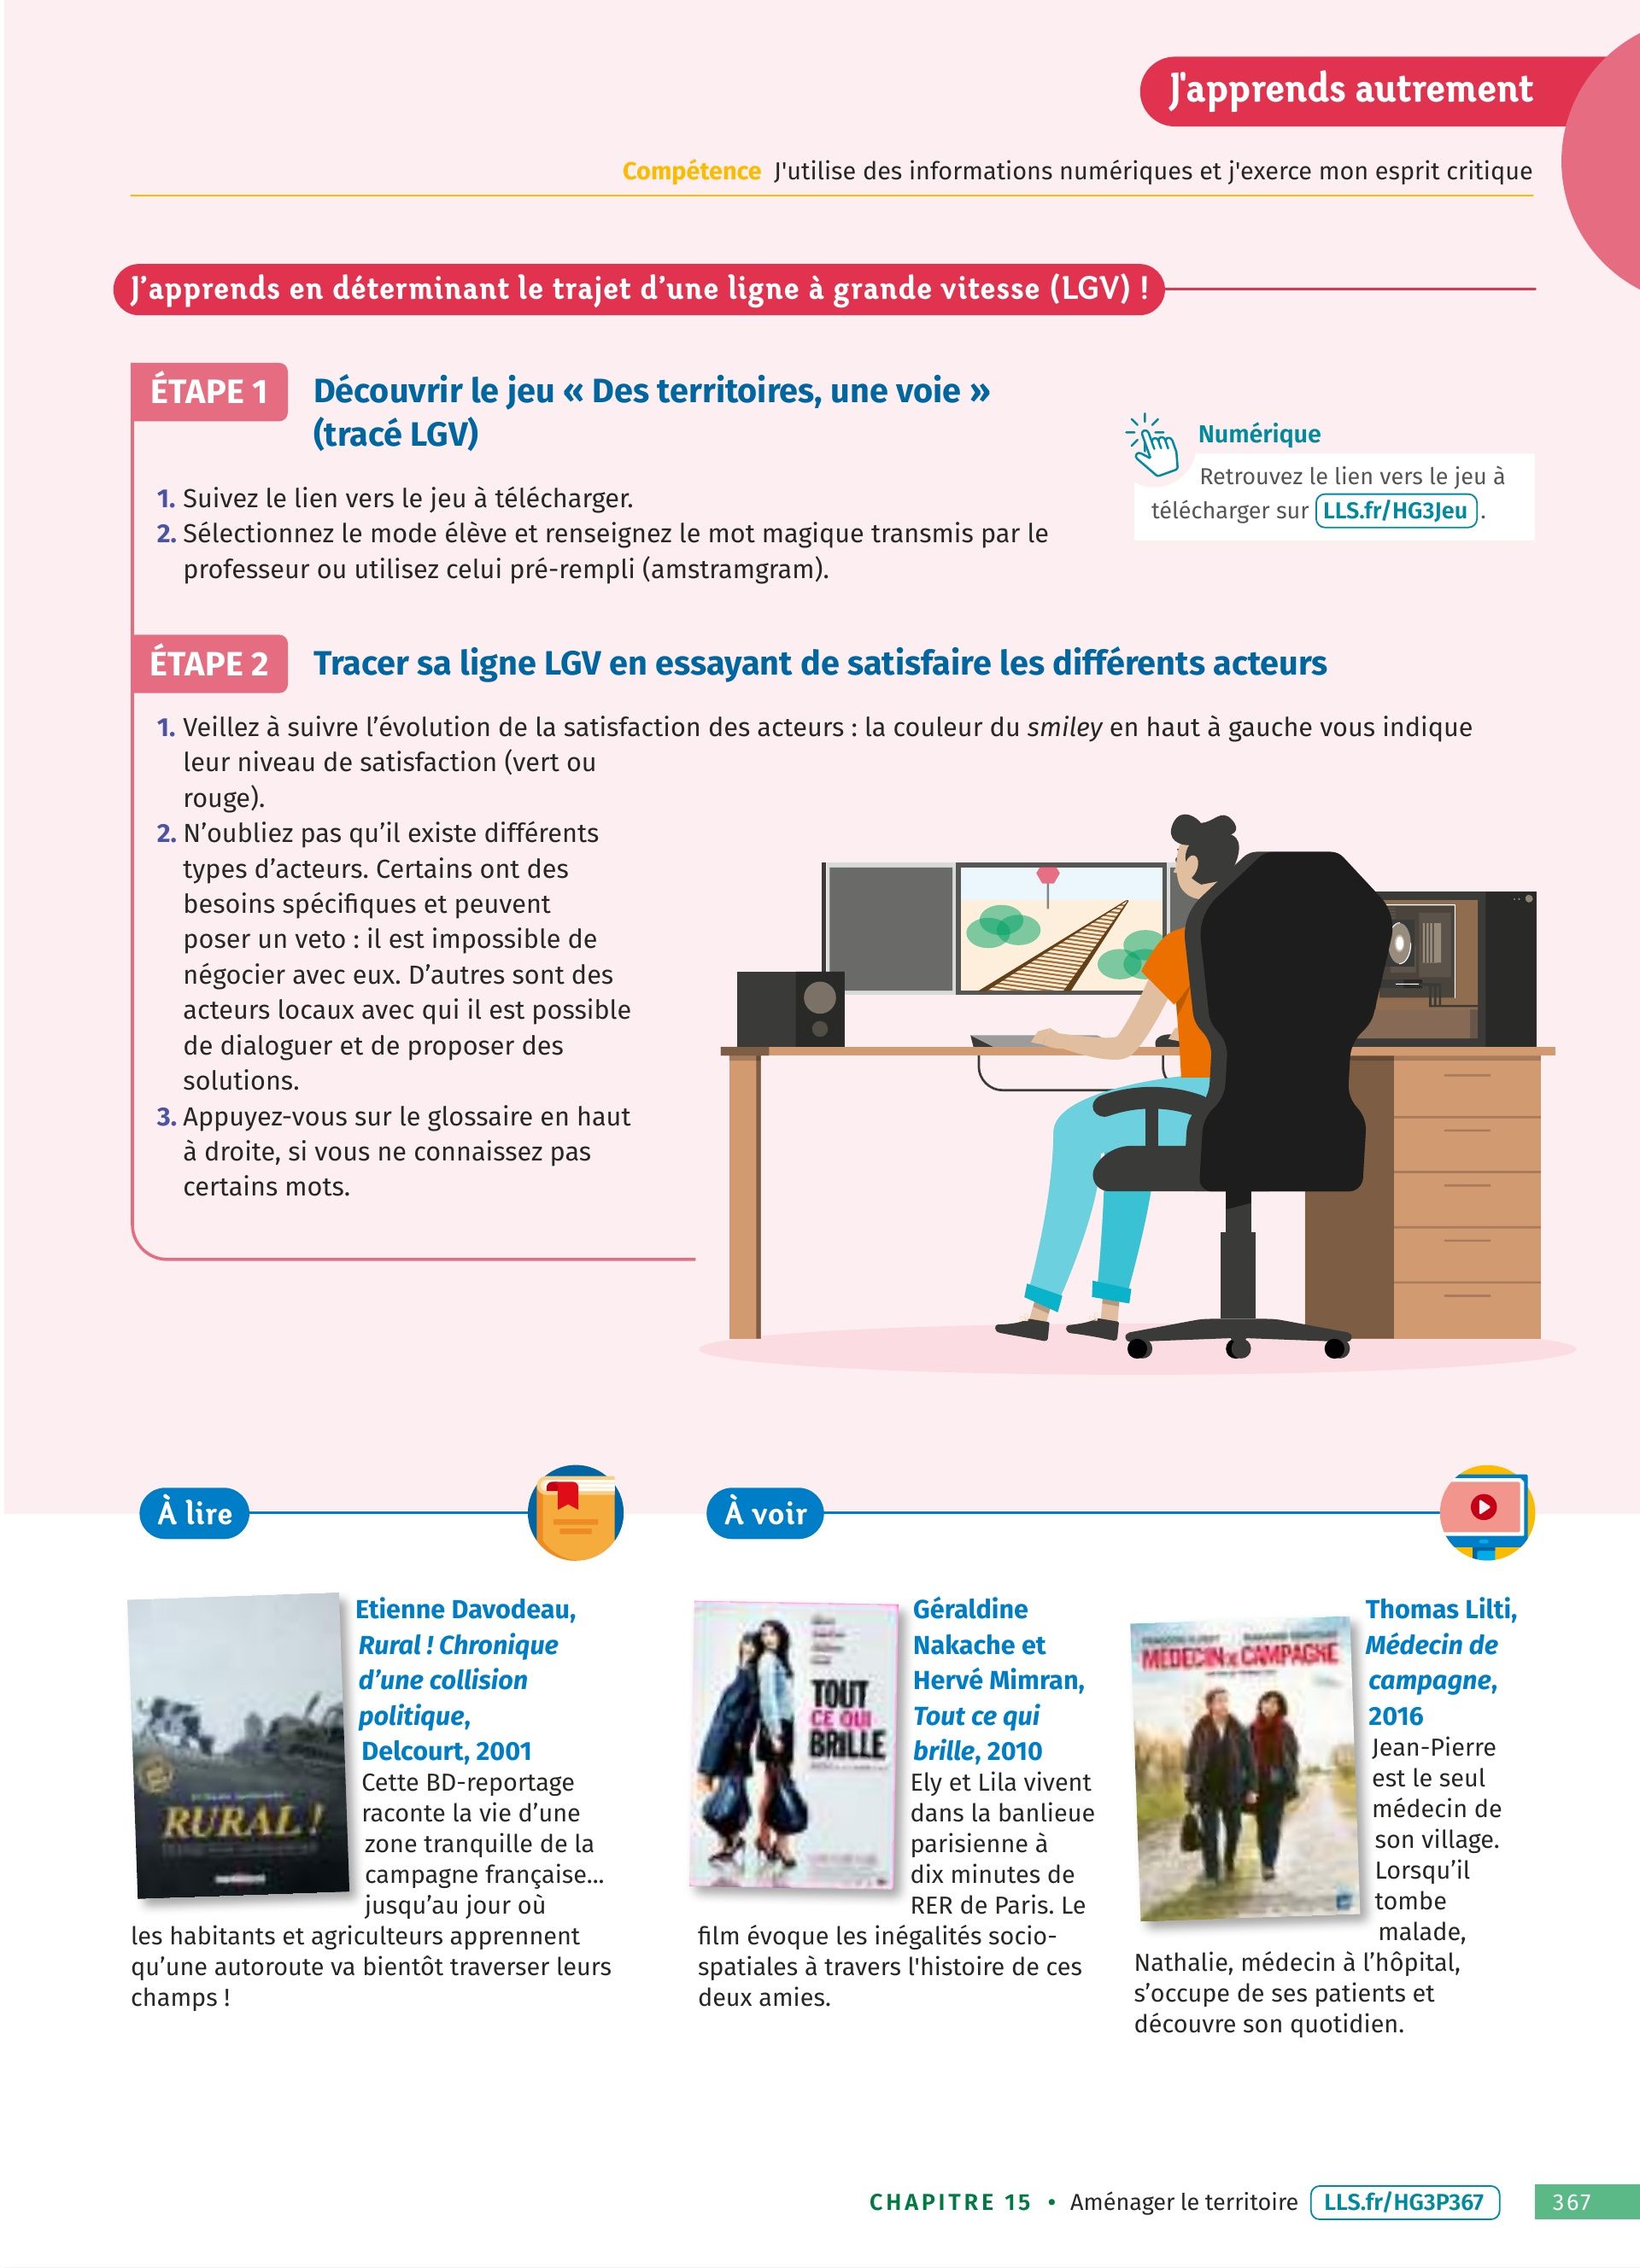 J'apprends autrement
Compétence J'utilise des informations numériques et j'exerce mon esprit critique
J’apprends en déterminant le trajet d’une ligne à grande vitesse (LGV) !
ÉTAPE 1
Découvrir le jeu « Des territoires, une voie »
(tracé LGV)
1. Suivez le lien vers le jeu à télécharger.
2. Sélectionnez le mode élève et renseignez le mot magique transmis par le
professeur ou utilisez celui pré-rempli (amstramgram).
Numérique
Retrouvez le lien vers le jeu à
télécharger sur LLS.fr/HG3Jeu .
ÉTAPE 2
Tracer sa ligne LGV en essayant de satisfaire les différents acteurs
1. Veillez à suivre l’évolution de la satisfaction des acteurs : la couleur du smiley en haut à gauche vous indique
leur niveau de satisfaction (vert ou
rouge).
2. N’oubliez pas qu’il existe différents
types d’acteurs. Certains ont des
besoins spécifiques et peuvent
poser un veto : il est impossible de
négocier avec eux. D’autres sont des
acteurs locaux avec qui il est possible
de dialoguer et de proposer des
solutions.
3. Appuyez-vous sur le glossaire en haut
à droite, si vous ne connaissez pas
certains mots.
À lire
RURAL !
Etienne Davodeau,
Rural ! Chronique
d’une collision
politique,
Delcourt, 2001
Cette BD-reportage
raconte la vie d’une
zone tranquille de la
campagne française...
jusqu’au jour où
les habitants et agriculteurs apprennent
qu’une autoroute va bientôt traverser leurs
champs !
À voir
TOUT
CE QUI
BRILLE
Géraldine
Nakache et
Hervé Mimran,
Tout ce qui
brille, 2010
Ely et Lila vivent
dans la banlieue
parisienne à
dix minutes de
RER de Paris. Le
film évoque les inégalités socio-
spatiales à travers l'histoire de ces
deux amies.
MÉDECIN DE CAMPAGNE
Thomas Lilti,
Médecin de
campagne,
2016
Jean-Pierre
est le seul
médecin de
son village.
Lorsqu’il
tombe
malade,
Nathalie, médecin à l’hôpital,
s’occupe de ses patients et
découvre son quotidien.
CHAPITRE 15 • Aménager le territoire LLS.fr/HG3P367 367